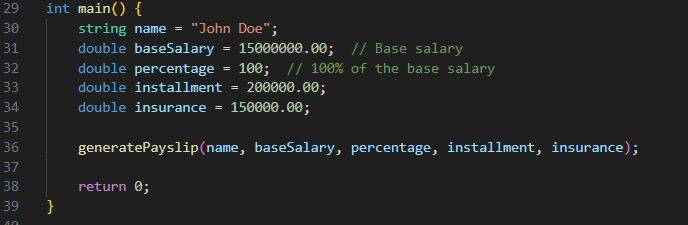 29 int main() {
30     string name = "John Doe";
31     double baseSalary = 15000000.00;  // Base salary
32     double percentage = 100;  // 100% of the base salary
33     double installment = 200000.00;
34     double insurance = 150000.00;
35
36     generatePayslip(name, baseSalary, percentage, installment, insurance);
37
38     return 0;
39 }